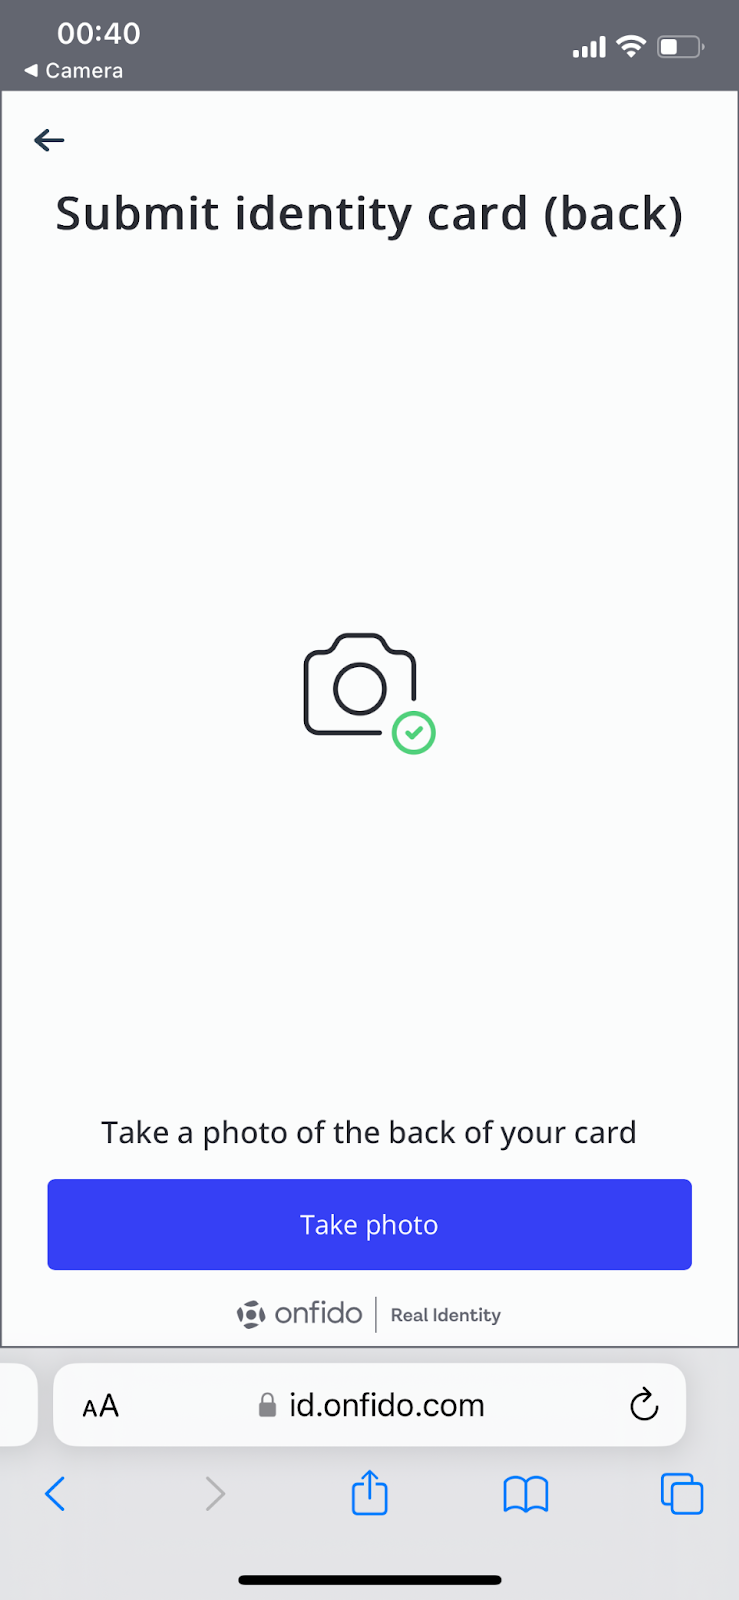 00:40
◀ Camera
Submit identity card (back)
Take a photo of the back of your card
Take photo
onfido | Real Identity
AA id.onfido.com